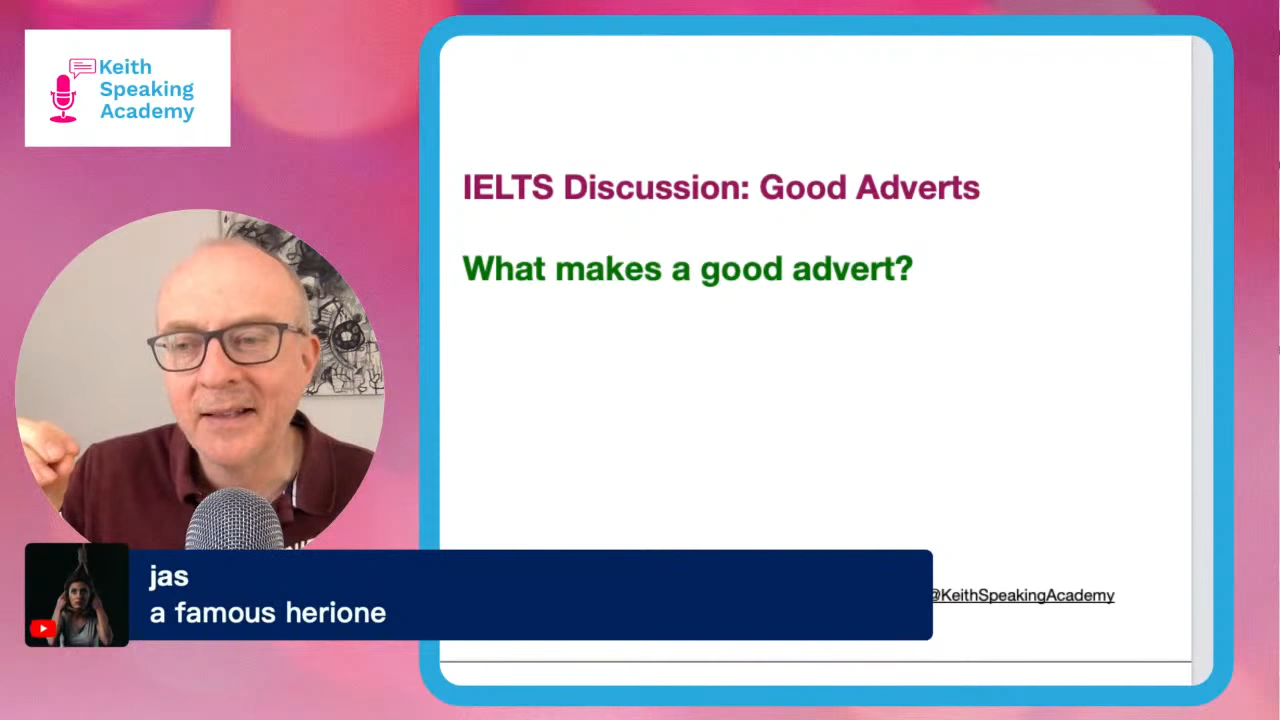 Keith
Speaking
Academy
IELTS Discussion: Good Adverts
What makes a good advert?
jas
a famous herione
@KeithSpeakingAcademy